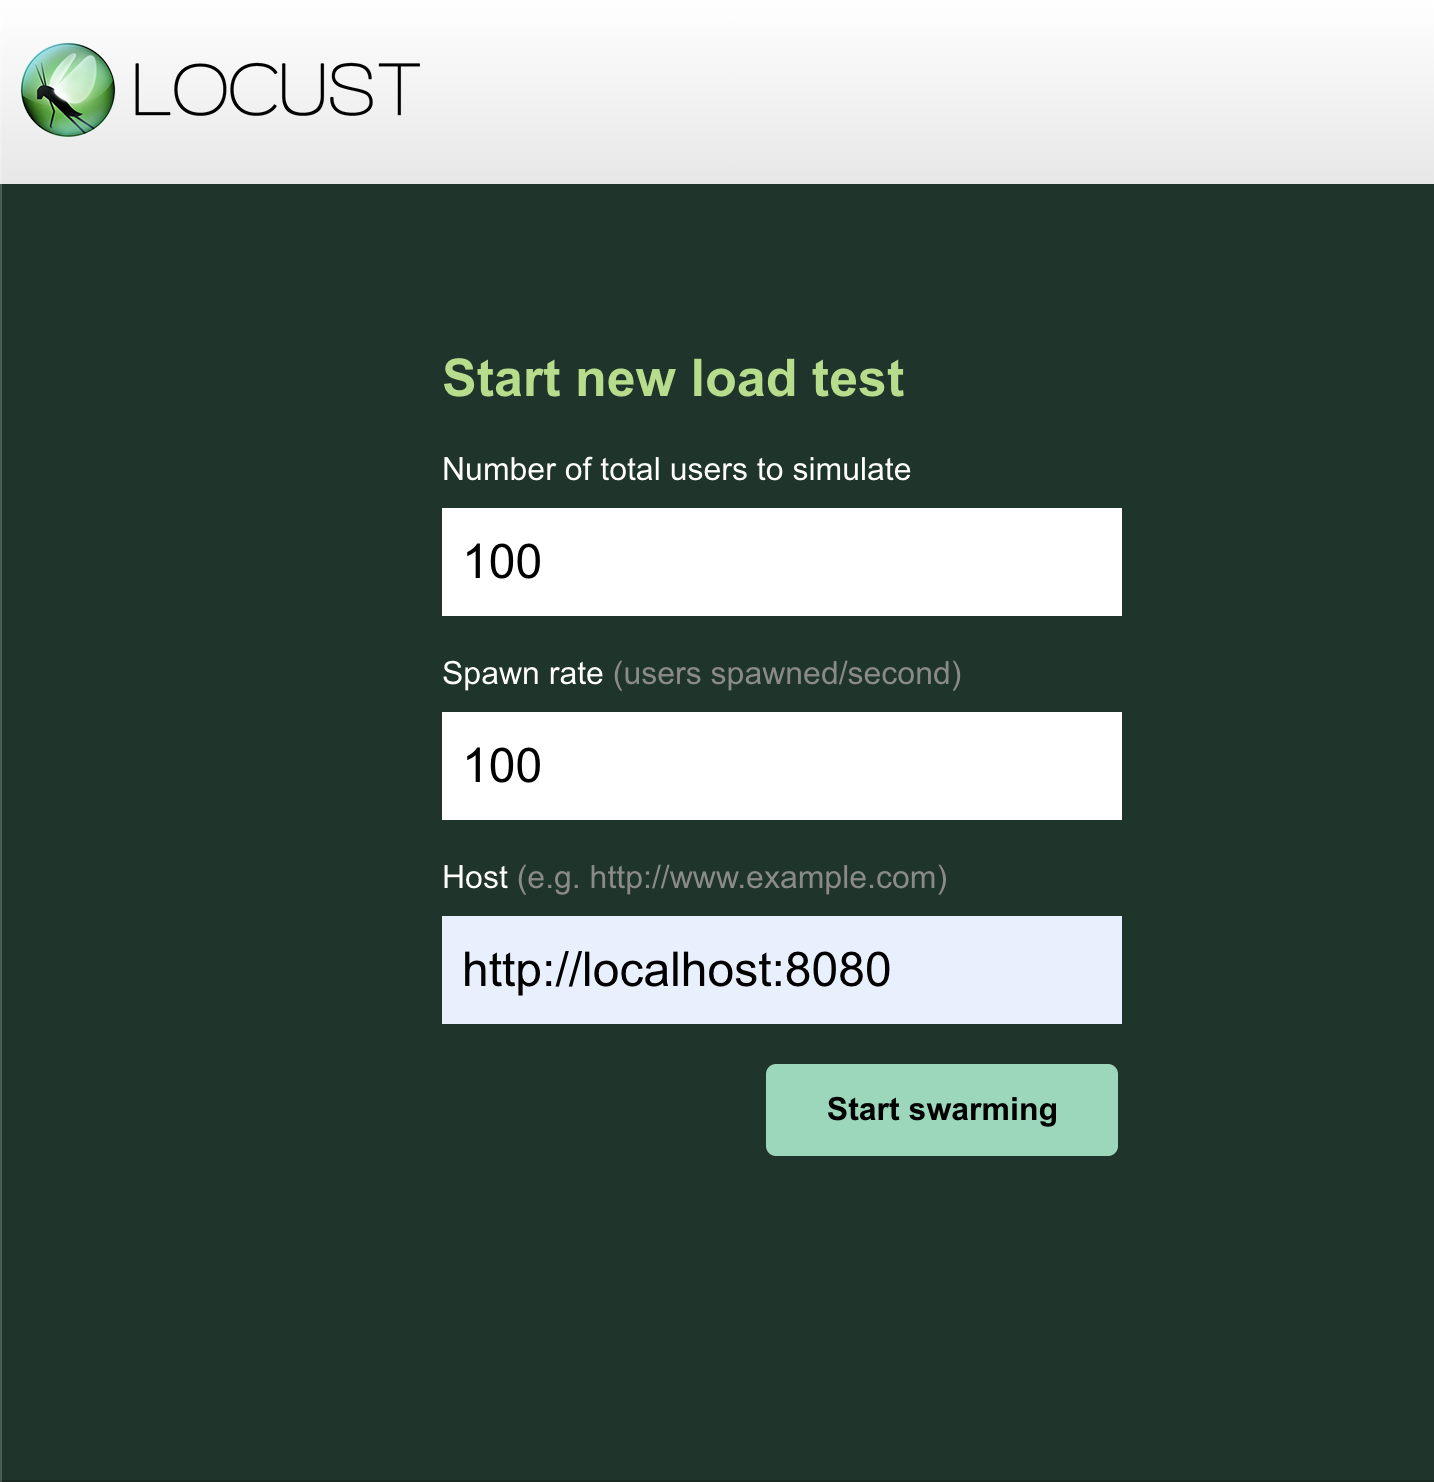 LOCUST
Start new load test
Number of total users to simulate
100
Spawn rate (users spawned/second)
100
Host (e.g. http://www.example.com)
http://localhost:8080
Start swarming